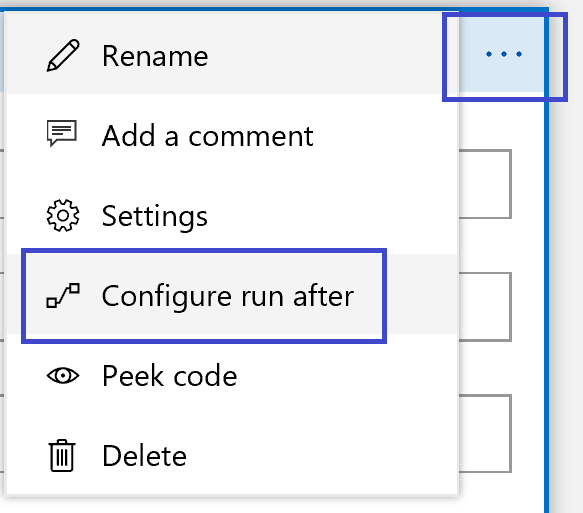 Rename
Add a comment
Settings
Configure run after
Peek code
Delete